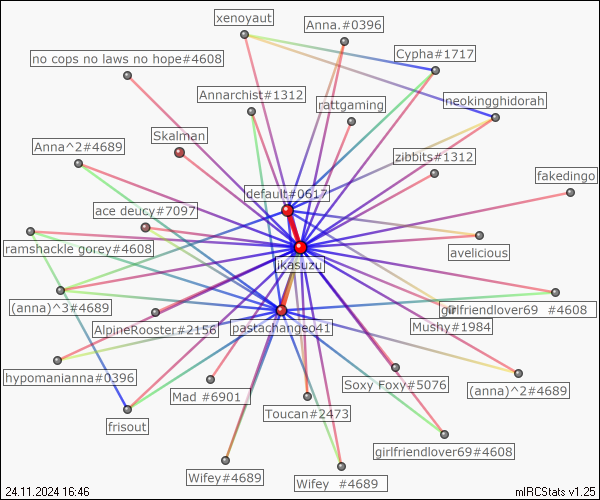 xenoyaut
Anna.#0396
Cypha#1717
no cops no laws no hope#4608
Annarchist#1312
rattgaming
neokingghidorah
Skalman
Anna^2#4689
zibbits#1312
fakedingo
default#0617
ace deucy#7097
ramshackle gorey#4608
avelicious
ikasuzu
(anna)^3#4689
girlfriendlover69 #4608
AlpineRooster#2156
pastachangeo41
Mushy#1984
hypomanianna#0396
Mad #6901
Soxy Foxy#5076
(anna)^2#4689
Toucan#2473
frisout
girlfriendlover69#4608
Wifey#4689
Wifey #4689
24.11.2024 16:46
mIRCStats v1.25